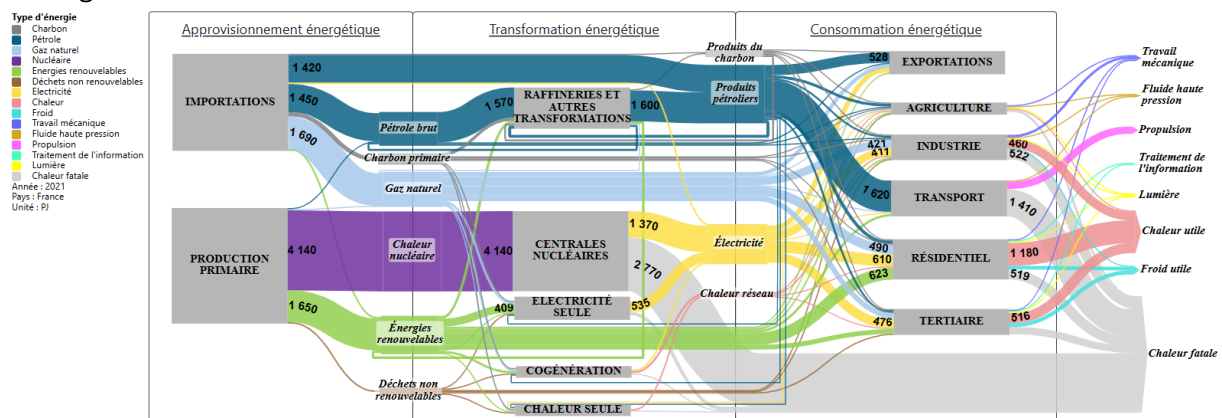 Type d'énergie
Charbon
Pétrole
Gaz naturel
Nucléaire
Energies renouvelables
Déchets non renouvelables
Electricité
Chaleur
Froid
Travail mécanique
Fluide haute pression
Propulsion
Traitement de l'information
Lumière
Chaleur fatale
Année : 2021
Pays : France
Unité : PJ
Approvisionnement énergétique
Transformation énergétique
Consommation énergétique
IMPORTATIONS
1 420
1 450
1 690
PRODUCTION
PRIMAIRE
4 140
1 650
Pétrole brut
Charbon primaire
Gaz naturel
Chaleur
nucléaire
Énergies
renouvelables
Déchets non
renouvelables
1 570
RAFFINERIES ET
AUTRES
TRANSFORMATIONS
1 600
4 140
CENTRALES
NUCLÉAIRES
1 370
2 770
409
ELECTRICITÉ
SEULE
535
COGÉNÉRATION
CHALEUR SEULE
Produits du
charbon
Produits
pétroliers
Électricité
Chaleur réseau
528
EXPORTATIONS
AGRICULTURE
421
411
INDUSTRIE
460
522
1 620
TRANSPORT
1 410
490
610
623
RÉSIDENTIEL
1 180
519
476
TERTIAIRE
516
Travail
mécanique
Fluide haute
pression
Propulsion
Traitement de
l'information
Lumière
Chaleur utile
Froid utile
Chaleur fatale